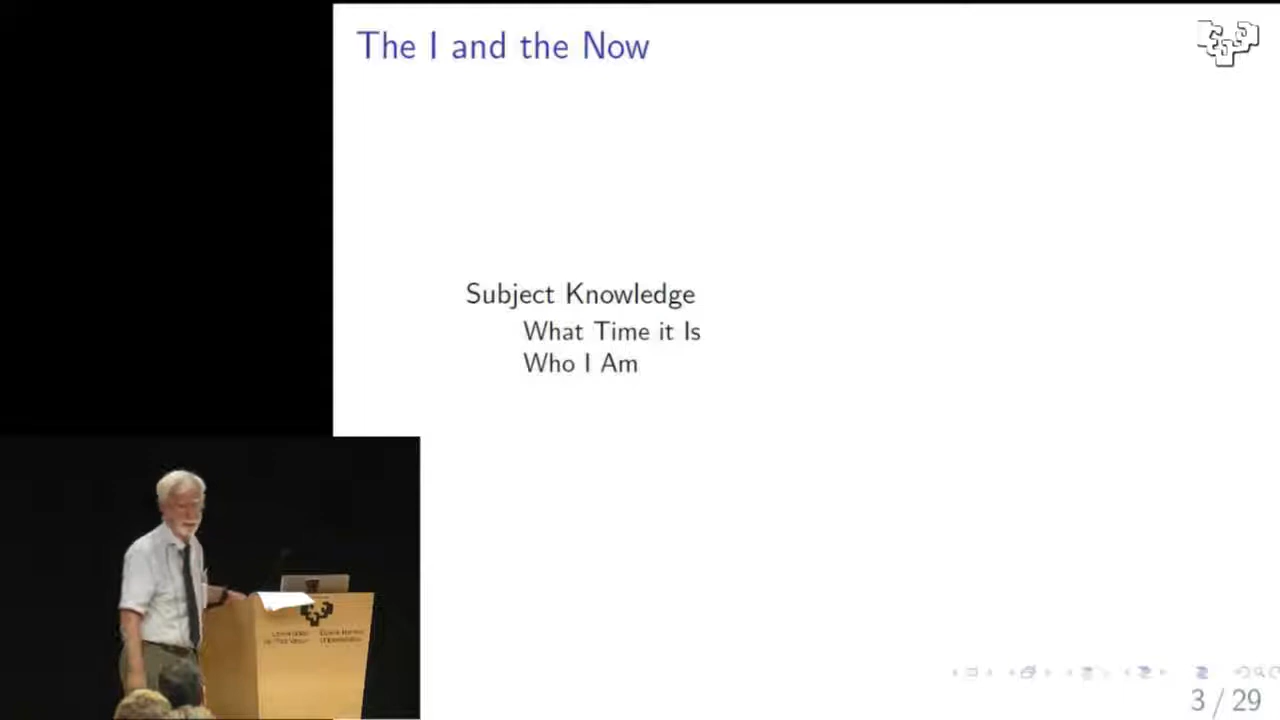 The I and the Now
Subject Knowledge
What Time it Is
Who I Am
3 / 29